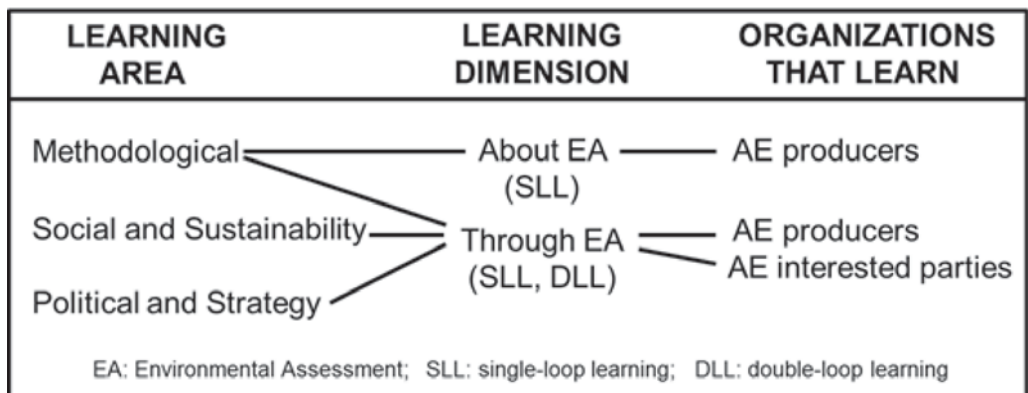 LEARNING AREA
LEARNING DIMENSION
ORGANIZATIONS THAT LEARN
Methodological
About EA (SLL)
AE producers
Social and Sustainability
Through EA (SLL, DLL)
AE producers
AE interested parties
Political and Strategy
EA: Environmental Assessment; SLL: single-loop learning; DLL: double-loop learning